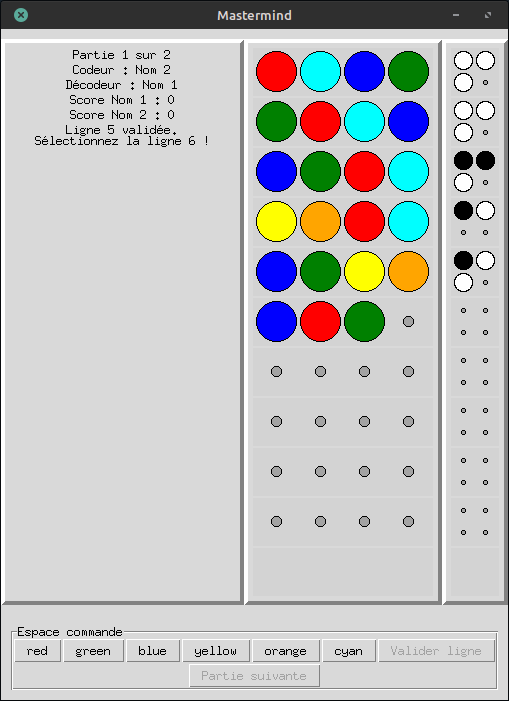 Mastermind
Partie 1 sur 2
Codeur : Nom 2
Décodeur : Nom 1
Score Nom 1 : 0
Score Nom 2 : 0
Ligne 5 validée.
Sélectionnez la ligne 6 !
Espace commande
red green blue yellow orange cyan Valider ligne
Partie suivante